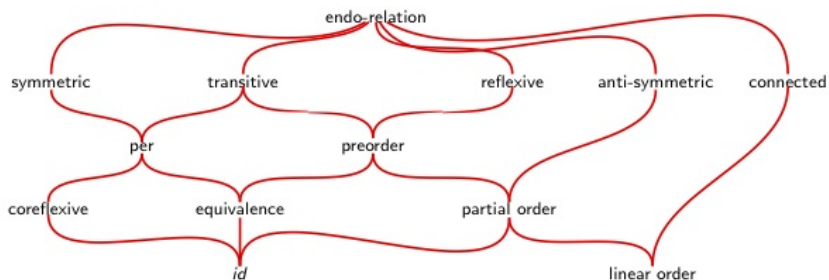 endo-relation
symmetric transitive reflexive anti-symmetric connected
per preorder
coreflexive equivalence partial order
id linear order